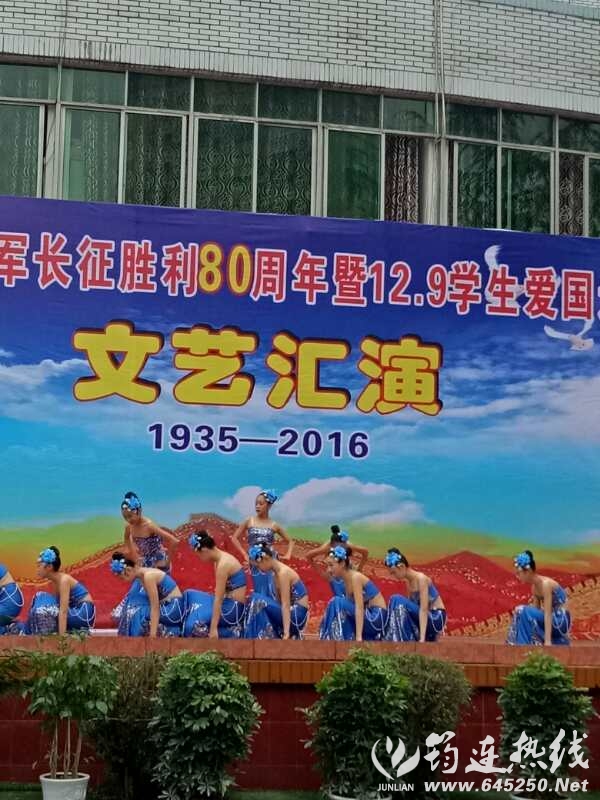 军长征胜利80周年暨12.9学生爱国
文艺汇演
1935—2016
筠连热线
JUNLIAN
www.645250.Net